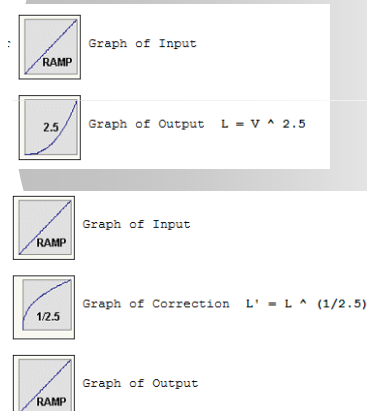 : RAMP Graph of Input
2.5 Graph of Output L = V ^ 2.5
RAMP Graph of Input
1/2.5 Graph of Correction L' = L ^ (1/2.5)
RAMP Graph of Output